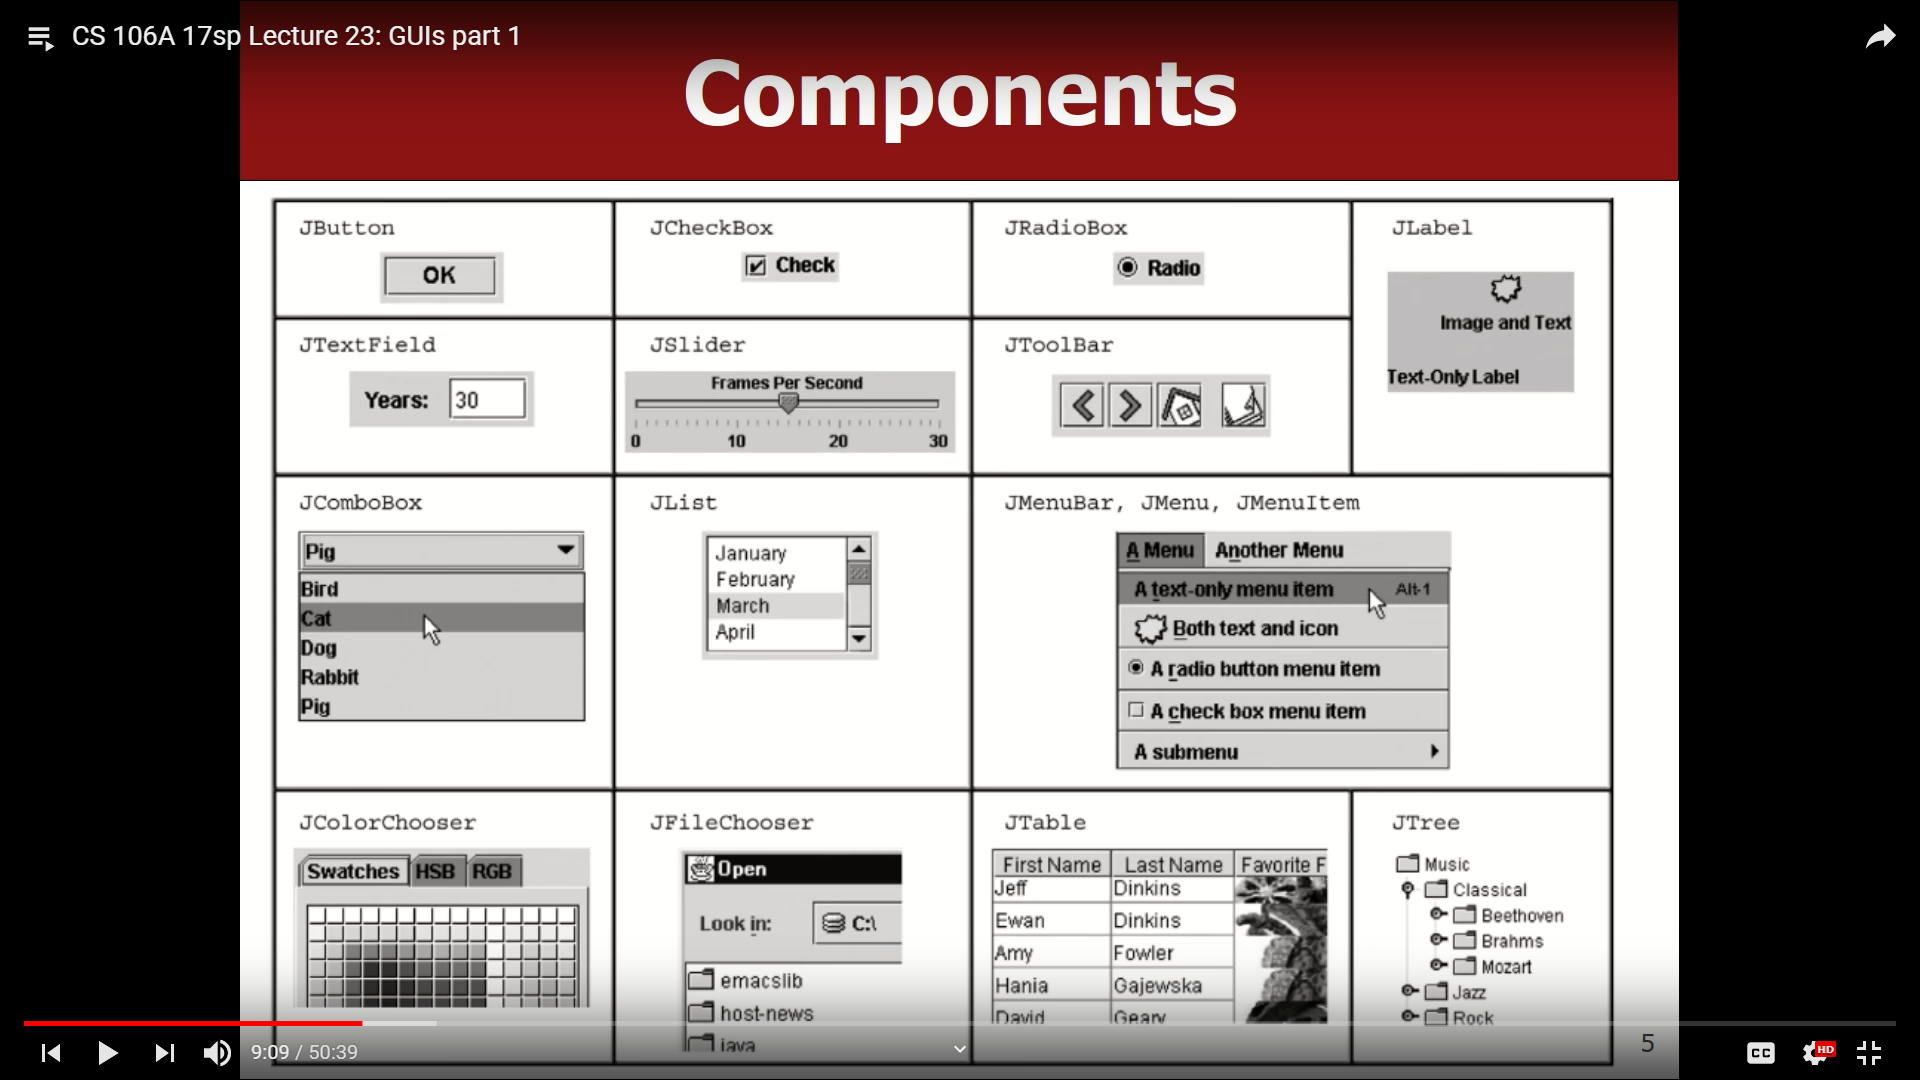 CS 106A 17sp Lecture 23: GUIs part 1
Components
JButton
OK
JCheckBox
Check
JRadioBox
Radio
JLabel
Image and Text
Text-Only Label
JTextField
Years: 30
JSlider
Frames Per Second
0 10 20 30
JToolBar
JComboBox
Pig
Bird
Cat
Dog
Rabbit
Pig
JList
January
February
March
April
JMenuBar, JMenu, JMenuItem
A Menu Another Menu
A text-only menu item Alt-1
Both text and icon
A radio button menu item
A check box menu item
A submenu
JColorChooser
Swatches HSB RGB
JFileChooser
Open
Look in: C:\
emacslib
host-news
java
JTable
First Name Last Name Favorite F
Jeff Dinkins
Ewan Dinkins
Amy Fowler
Hania Gajewska
David Geary
JTree
Music
Classical
Beethoven
Brahms
Mozart
Jazz
Rock
5
9:09 / 50:39
CC
HD